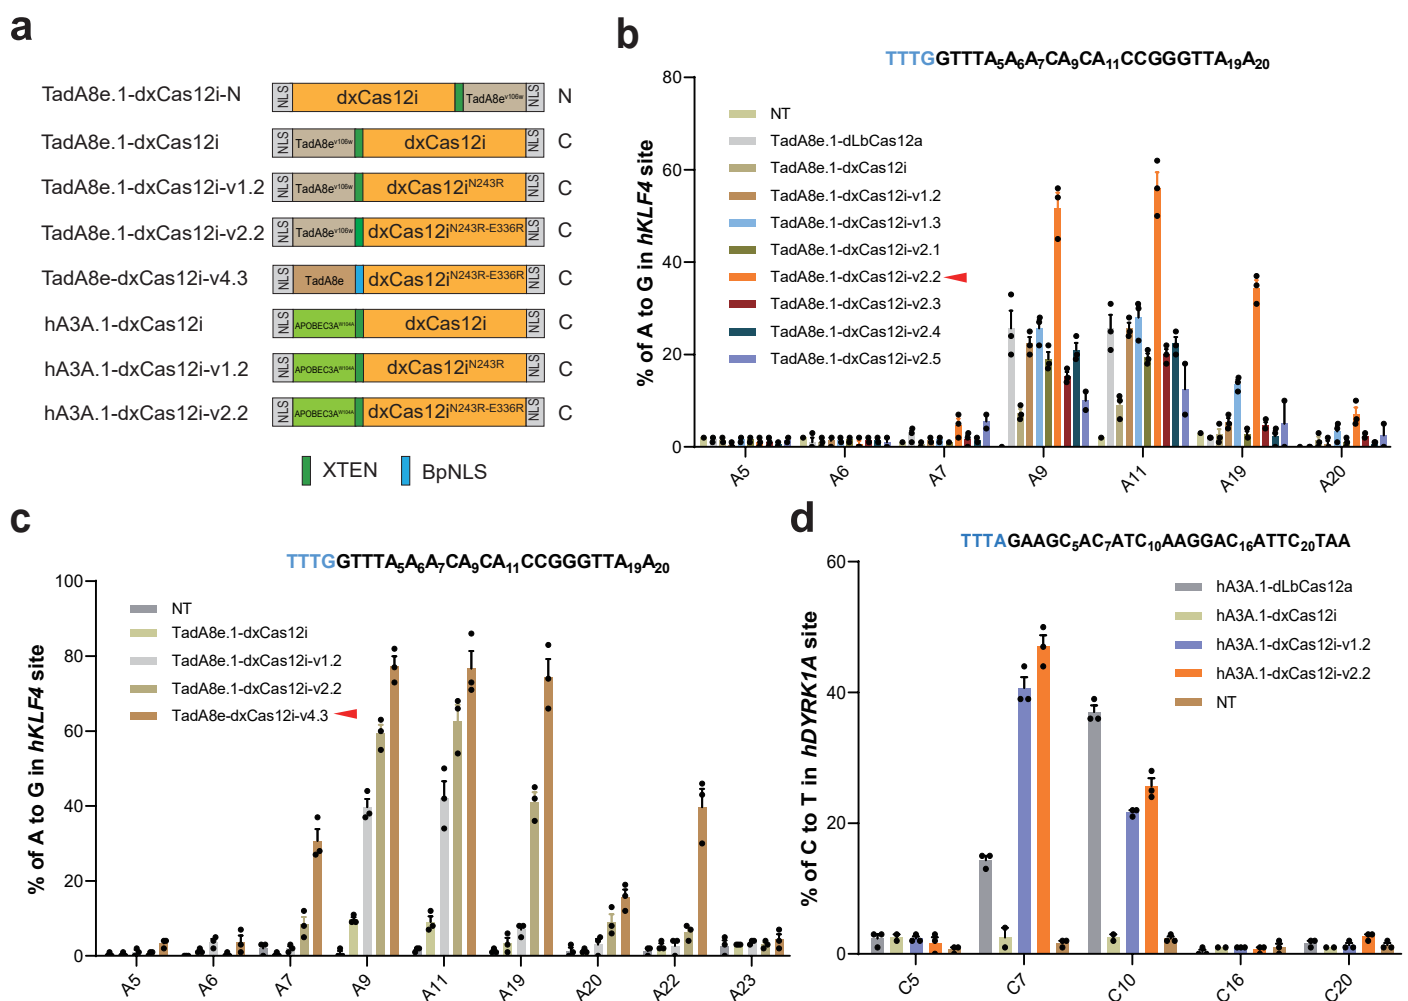 a
TadA8e.1-dxCas12i-N NLS dxCas12i TadA8eV106W NLS N
TadA8e.1-dxCas12i NLS TadA8eV106W dxCas12i NLS C
TadA8e.1-dxCas12i-v1.2 NLS TadA8eV106W dxCas12iN243R NLS C
TadA8e.1-dxCas12i-v2.2 NLS TadA8eV106W dxCas12iN243R-E336R NLS C
TadA8e-dxCas12i-v4.3 NLS TadA8e dxCas12iN243R-E336R NLS C
hA3A.1-dxCas12i NLS APOBEC3AW104A dxCas12i NLS C
hA3A.1-dxCas12i-v1.2 NLS APOBEC3AW104A dxCas12iN243R NLS C
hA3A.1-dxCas12i-v2.2 NLS APOBEC3AW104A dxCas12iN243R-E336R NLS C
XTEN BpNLS
b
TTTGGTTTA5A6A7CA9CA11CCGGGTTA19A20
% of A to G in hKLF4 site
80
60
40
20
0
NT
TadA8e.1-dLbCas12a
TadA8e.1-dxCas12i
TadA8e.1-dxCas12i-v1.2
TadA8e.1-dxCas12i-v1.3
TadA8e.1-dxCas12i-v2.1
TadA8e.1-dxCas12i-v2.2
TadA8e.1-dxCas12i-v2.3
TadA8e.1-dxCas12i-v2.4
TadA8e.1-dxCas12i-v2.5
A5 A6 A7 A9 A11 A19 A20
c
TTTGGTTTA5A6A7CA9CA11CCGGGTTA19A20
% of A to G in hKLF4 site
100
80
60
40
20
0
NT
TadA8e.1-dxCas12i
TadA8e.1-dxCas12i-v1.2
TadA8e.1-dxCas12i-v2.2
TadA8e-dxCas12i-v4.3
A5 A6 A7 A9 A11 A19 A20 A22 A23
d
TTTAGAAGC5AC7ATC10AAGGAC16ATTC20TAA
% of C to T in hDYRK1A site
60
40
20
0
hA3A.1-dLbCas12a
hA3A.1-dxCas12i
hA3A.1-dxCas12i-v1.2
hA3A.1-dxCas12i-v2.2
NT
C5 C7 C10 C16 C20